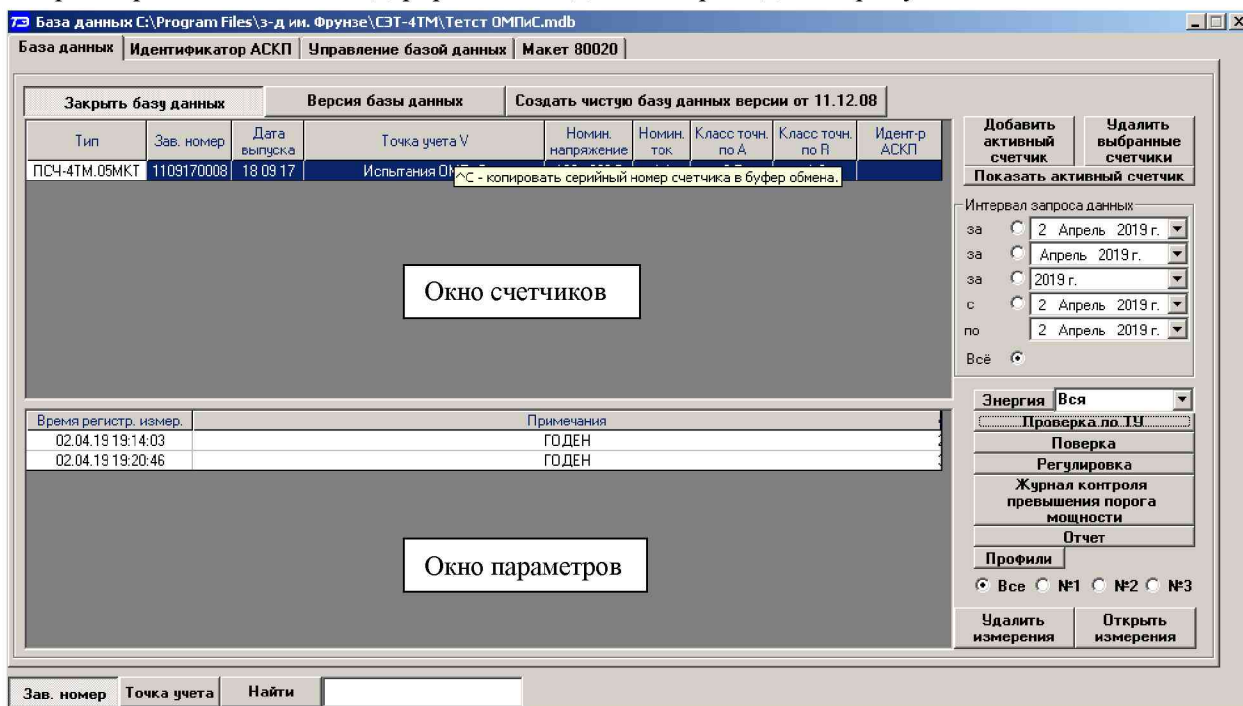 База данных C:\Program Files\з-д им. Фрунзе\СЭТ-4ТМ\Тетст ОМПиС.mdb
База данных Идентификатор АСКП Управление базой данных Макет 80020
Закрыть базу данных Версия базы данных Создать чистую базу данных версии от 11.12.08
Тип Зав. номер Дата выпуска Точка учета V Номин. напряжение Номин. ток Класс точн. по А Класс точн. по R Идент-р АСКП
ПСЧ-4ТМ.05МКТ 1109170008 18 09 17 Испытания
^C - копировать серийный номер счетчика в буфер обмена.
Окно счетчиков
Добавить активный счетчик
Удалить выбранные счетчики
Показать активный счетчик
Интервал запроса данных
за 2 Апрель 2019 г.
за Апрель 2019 г.
за 2019 г.
с 2 Апрель 2019 г.
по 2 Апрель 2019 г.
Всё
Время регистр. измер. Примечания
02.04.19 19:14:03 ГОДЕН
02.04.19 19:20:46 ГОДЕН
Окно параметров
Энергия Вся
Проверка по ТУ
Поверка
Регулировка
Журнал контроля
превышения порога
мощности
Отчет
Профили
Все №1 №2 №3
Удалить измерения
Открыть измерения
Зав. номер Точка учета Найти